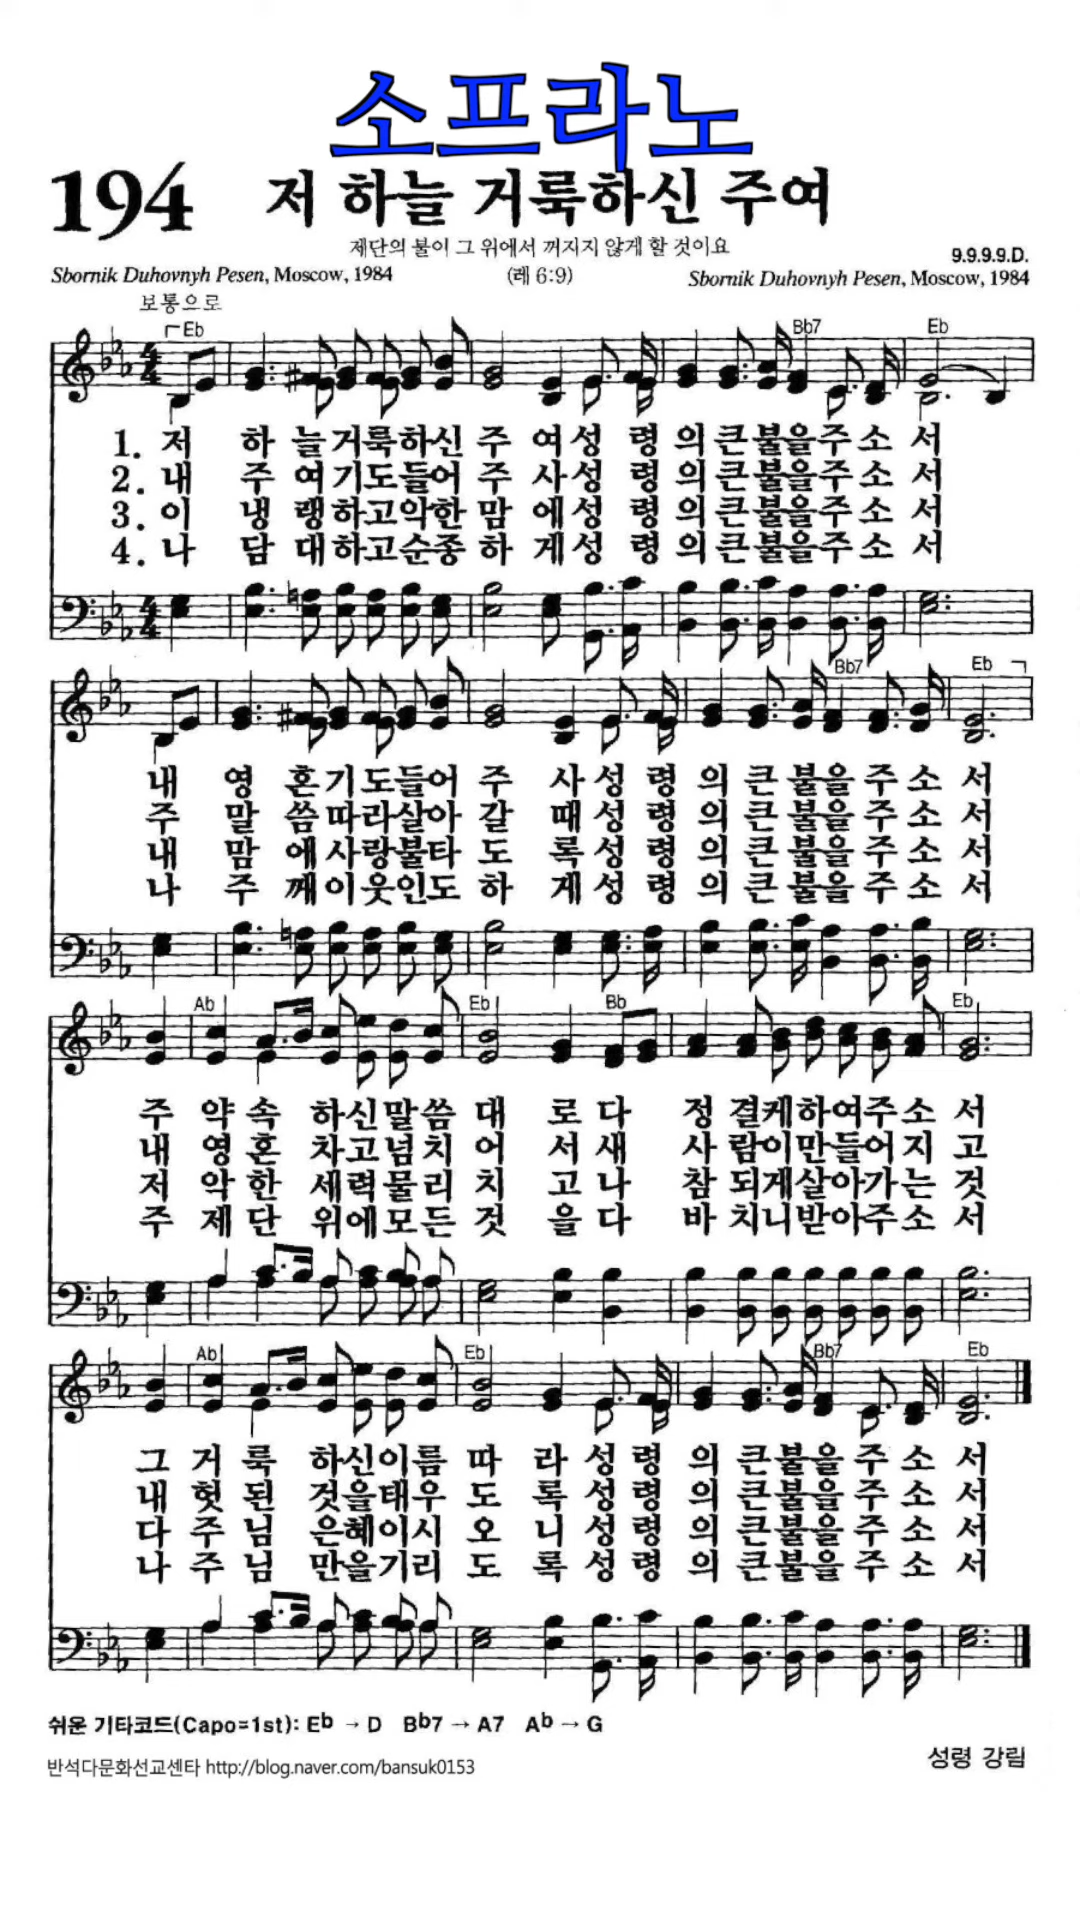 소프라노
194 저 하늘 거룩하신 주여
제단의 불이 그 위에서 꺼지지 않게 할 것이요
9.9.9.9.D.
Sbornik Duhovnyh Pesen, Moscow, 1984 (레 6:9) Sbornik Duhovnyh Pesen, Moscow, 1984
보통으로
Eb Bb7 Eb
1. 저 하 늘 거 룩 하 신 주 여 성 령 의 큰 불 을 주 소 서
2. 내 주 여 기 도 들 어 주 사 성 령 의 큰 불 을 주 소 서
3. 이 냉 랭 하 고 악 한 맘 에 성 령 의 큰 불 을 주 소 서
4. 나 담 대 하 고 순 종 하 게 성 령 의 큰 불 을 주 소 서
Bb7 Eb
내 영 혼 기 도 들 어 주 사 성 령 의 큰 불 을 주 소 서
주 말 씀 따 라 살 아 갈 때 성 령 의 큰 불 을 주 소 서
내 맘 에 사 랑 불 타 도 록 성 령 의 큰 불 을 주 소 서
나 주 께 이 웃 인 도 하 게 성 령 의 큰 불 을 주 소 서
Ab Eb Bb Eb
주 약 속 하 신 말 씀 대 로 다 정 결 케 하 여 주 소 서
내 영 혼 차 고 넘 치 어 서 새 사 람 이 만 들 어 지 고
저 악 한 세 력 물 리 치 고 나 참 되 게 살 아 가 는 것
주 제 단 위 에 모 든 것 을 다 바 치 니 받 아 주 소 서
Ab Eb Bb7 Eb
그 거 룩 하 신 이 름 따 라 성 령 의 큰 불 을 주 소 서
내 헛 된 것 을 태 우 도 록 성 령 의 큰 불 을 주 소 서
다 주 님 은 혜 이 시 오 니 성 령 의 큰 불 을 주 소 서
나 주 님 만 을 기 리 도 록 성 령 의 큰 불 을 주 소 서
쉬운 기타코드(Capo=1st): Eb → D Bb7 → A7 Ab → G
반석다문화선교센타 http://blog.naver.com/bansuk0153
성령 강림